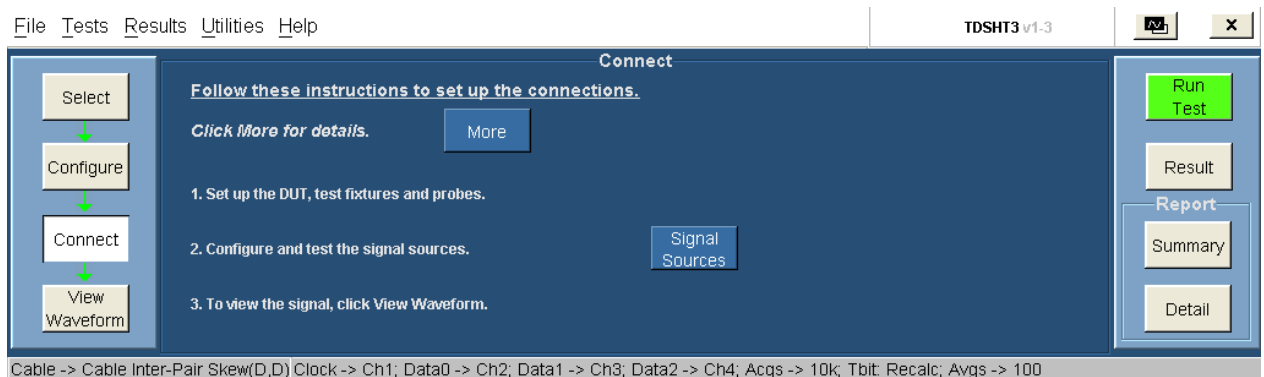 File Tests Results Utilities Help TDSHT3 v1-3 x
Connect
Select
Configure
Connect
View
Waveform
Follow these instructions to set up the connections.
Click More for details. More
1. Set up the DUT, test fixtures and probes.
2. Configure and test the signal sources. Signal
Sources
3. To view the signal, click View Waveform.
Run
Test
Result
Report
Summary
Detail
Cable -> Cable Inter-Pair Skew(D,D) Clock -> Ch1; Data0 -> Ch2; Data1 -> Ch3; Data2 -> Ch4; Acqs -> 10k; Tbit: Recalc; Avgs -> 100